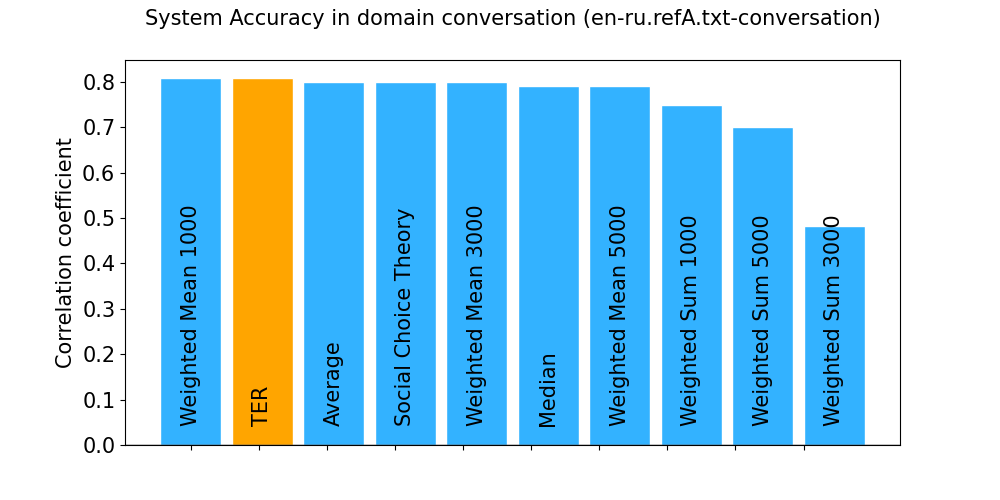 System Accuracy in domain conversation (en-ru.refA.txt-conversation)
Correlation coefficient
0.8
0.7
0.6
0.5
0.4
0.3
0.2
0.1
0.0
Weighted Mean 1000
TER
Average
Social Choice Theory
Weighted Mean 3000
Median
Weighted Mean 5000
Weighted Sum 1000
Weighted Sum 5000
Weighted Sum 3000